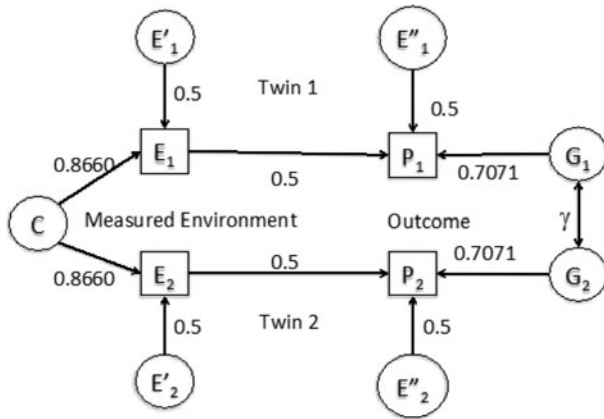 E′₁
E″₁
0.5
Twin 1
0.5
0.8660
E₁
0.5
P₁
0.7071
G₁
C
Measured Environment
Outcome
γ
0.8660
E₂
0.5
P₂
0.7071
G₂
0.5
Twin 2
0.5
E′₂
E″₂